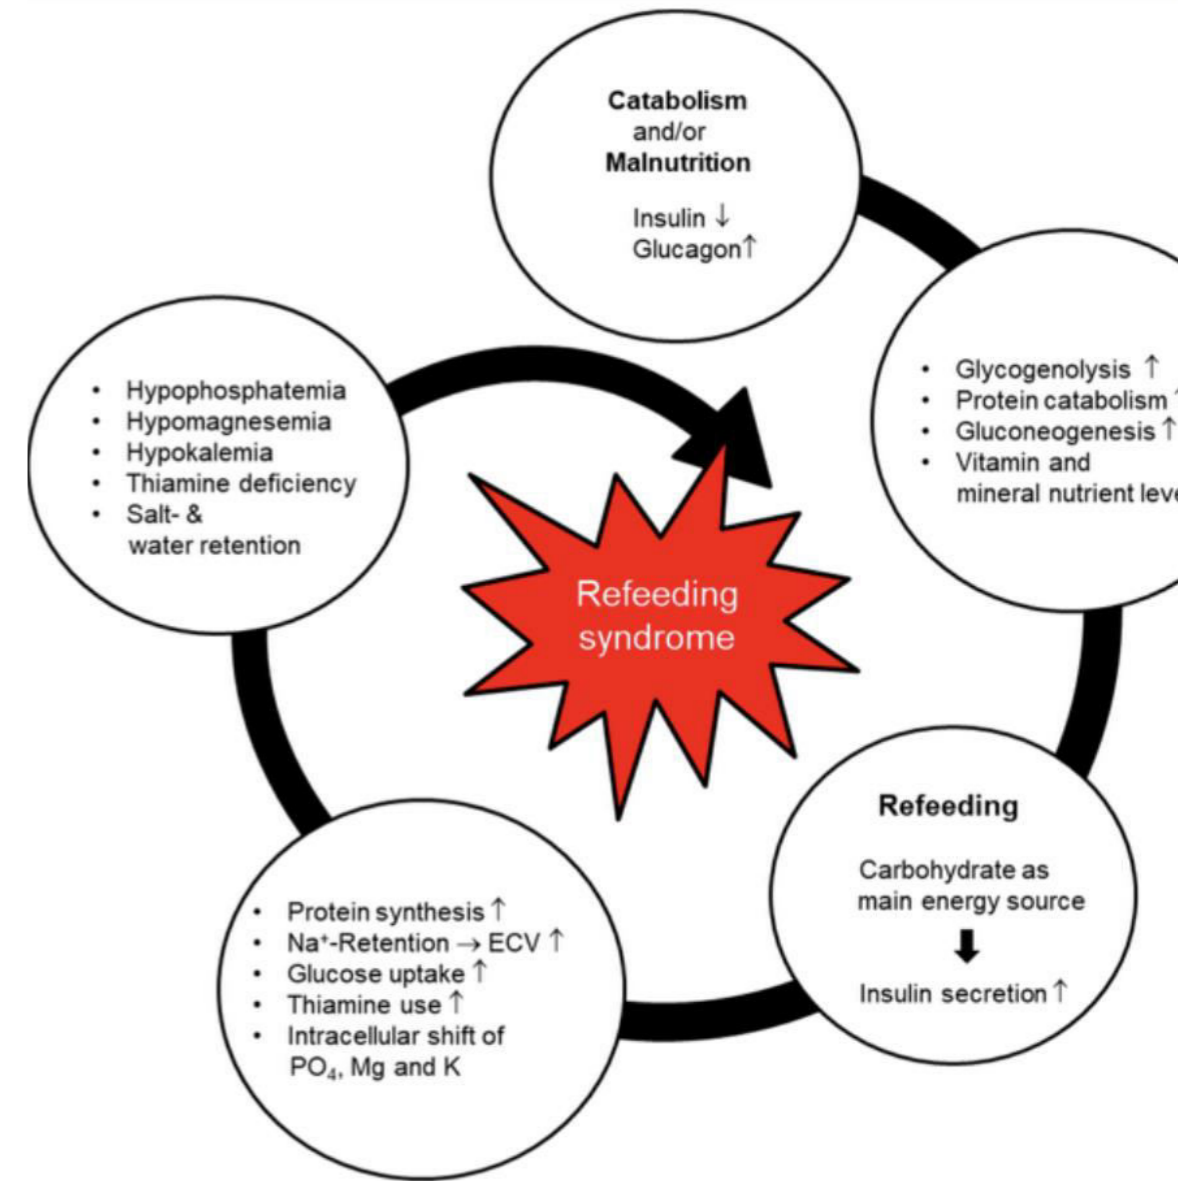 Catabolism
and/or
Malnutrition
Insulin ↓
Glucagon↑
• Glycogenolysis ↑
• Protein catabolism
• Gluconeogenesis ↑
• Vitamin and
mineral nutrient
Refeeding
Carbohydrate as
main energy source
Insulin secretion ↑
• Protein synthesis ↑
• Na⁺-Retention → ECV ↑
• Glucose uptake ↑
• Thiamine use ↑
• Intracellular shift of
PO₄, Mg and K
• Hypophosphatemia
• Hypomagnesemia
• Hypokalemia
• Thiamine deficiency
• Salt- &
water retention
Refeeding
syndrome